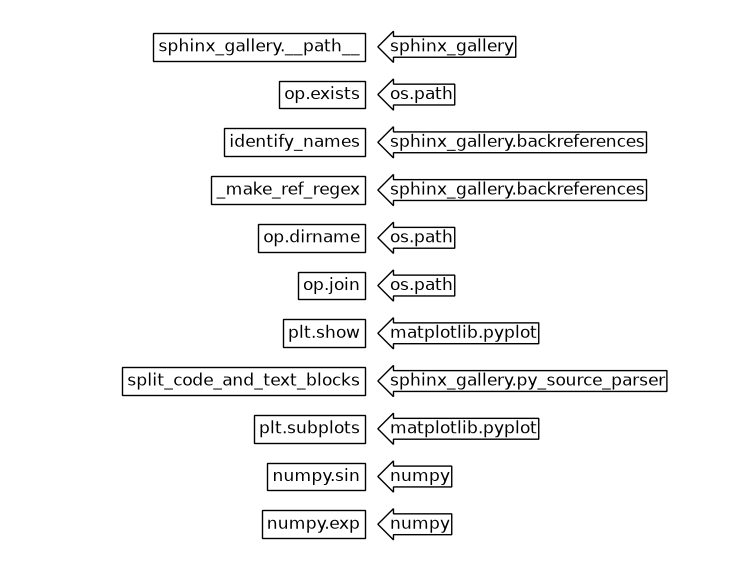 sphinx_gallery.__path__ sphinx_gallery
op.exists os.path
identify_names sphinx_gallery.backreferences
_make_ref_regex sphinx_gallery.backreferences
op.dirname os.path
op.join os.path
plt.show matplotlib.pyplot
split_code_and_text_blocks sphinx_gallery.py_source_parser
plt.subplots matplotlib.pyplot
numpy.sin numpy
numpy.exp numpy